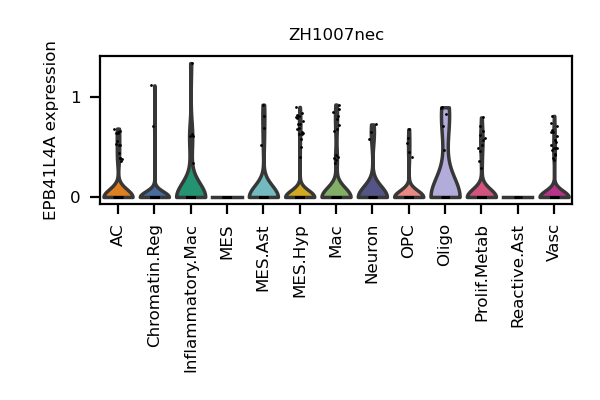 ZH1007nec
EPB41L4A expression
1
0
AC
Chromatin.Reg
Inflammatory.Mac
MES
MES.Ast
MES.Hyp
Mac
Neuron
OPC
Oligo
Prolif.Metab
Reactive.Ast
Vasc